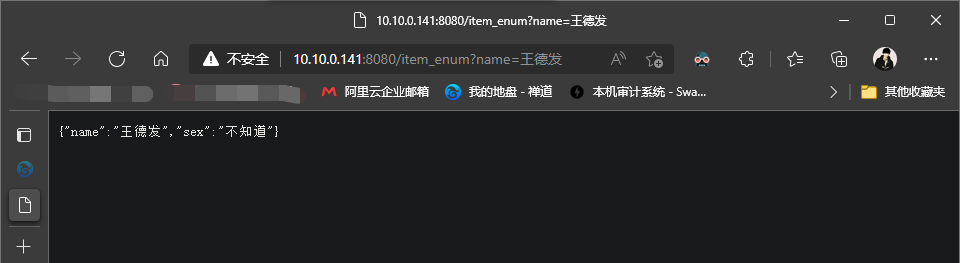 10.10.0.141:8080/item_enum?name=王德发
不安全 10.10.0.141:8080/item_enum?name=王德发
阿里云企业邮箱 我的地盘 - 禅道 本机审计系统 - Swa... 其他收藏夹
{"name":"王德发","sex":"不知道"}